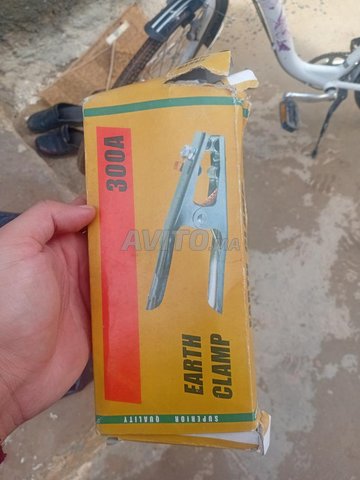 300A
EARTH
CLAMP
SUPERIOR QUALITY
AVITO.ma